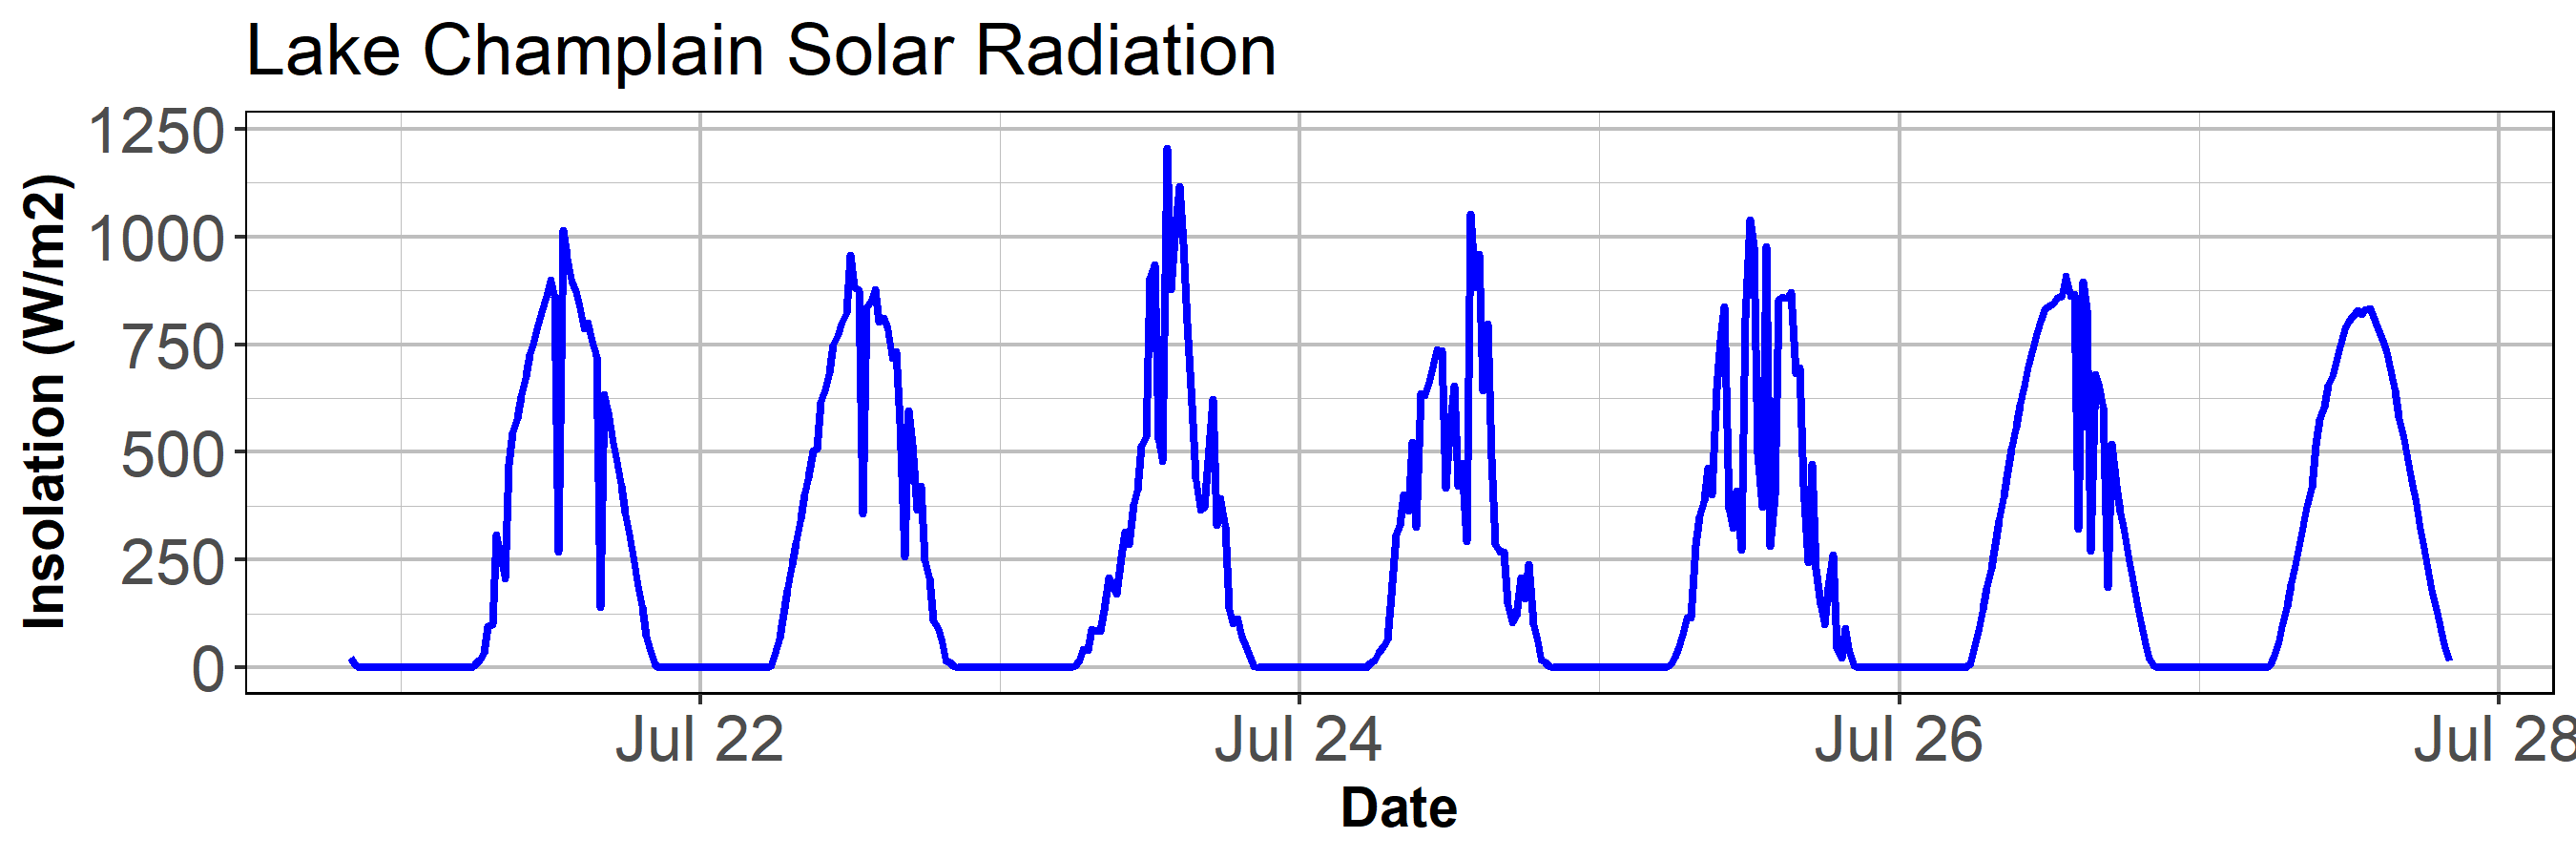 Lake Champlain Solar Radiation
1250
1000
750
500
250
0
Insolation (W/m2)
Jul 22 Jul 24 Jul 26 Jul 28
Date